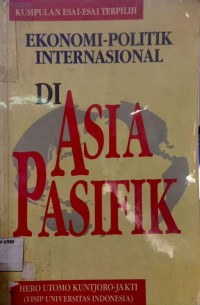 KUMPULAN ESAI-ESAI TERPILIH
EKONOMI-POLITIK
INTERNASIONAL
DI
ASIA
PASIFIK
HERO UTOMO KUNTJORO-JAKTI
(FISIP UNIVERSITAS INDONESIA)